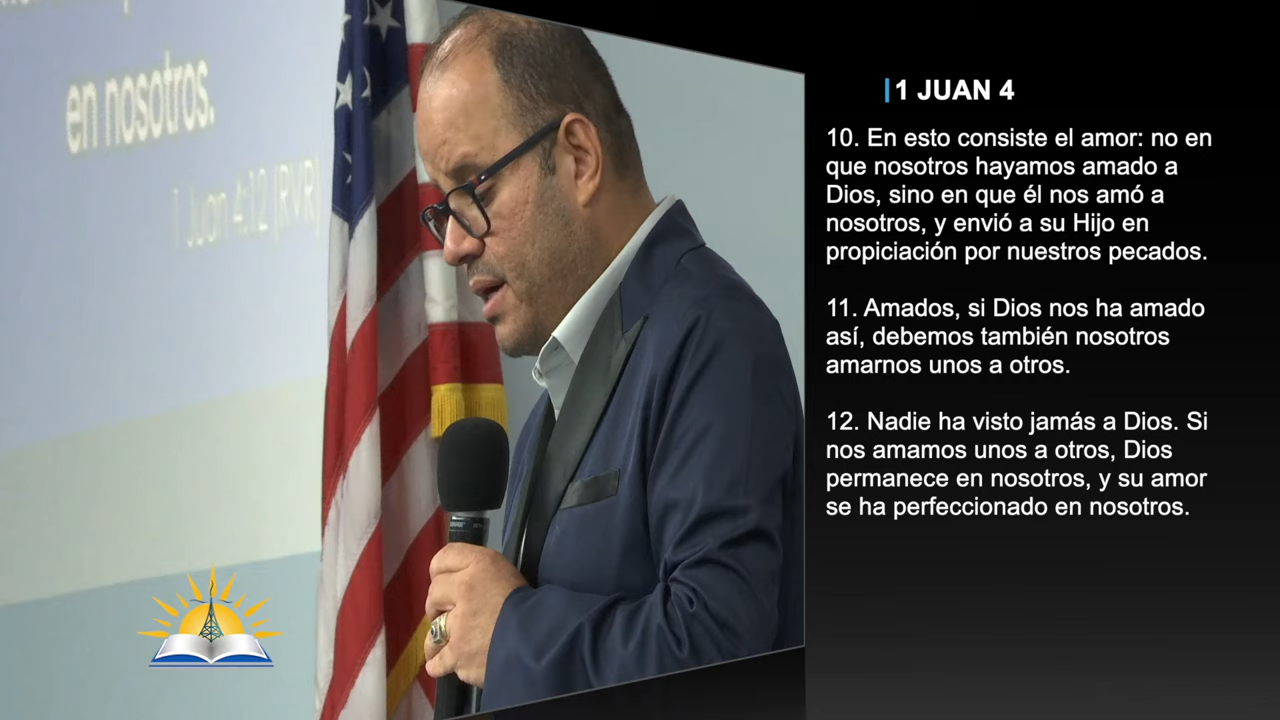 en nosotros.
1 Juan 4:12 (RVR)
1 JUAN 4
10. En esto consiste el amor: no en
que nosotros hayamos amado a
Dios, sino en que él nos amó a
nosotros, y envió a su Hijo en
propiciación por nuestros pecados.
11. Amados, si Dios nos ha amado
así, debemos también nosotros
amarnos unos a otros.
12. Nadie ha visto jamás a Dios. Si
nos amamos unos a otros, Dios
permanece en nosotros, y su amor
se ha perfeccionado en nosotros.